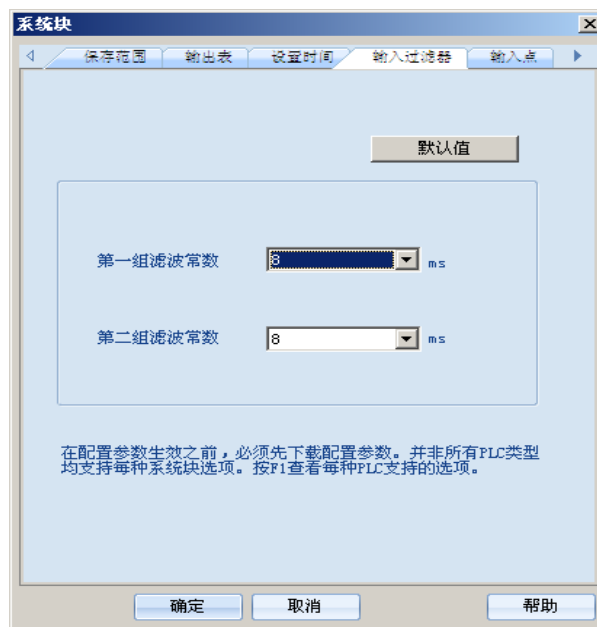 系统块
保存范围 输出表 设置时间 输入过滤器 输入点
默认值
第一组滤波常数 8 ms
第二组滤波常数 8 ms
在配置参数生效之前，必须先下载配置参数。并非所有PLC类型
均支持每种系统块选项。按F1查看每种PLC支持的选项。
确定 取消 帮助